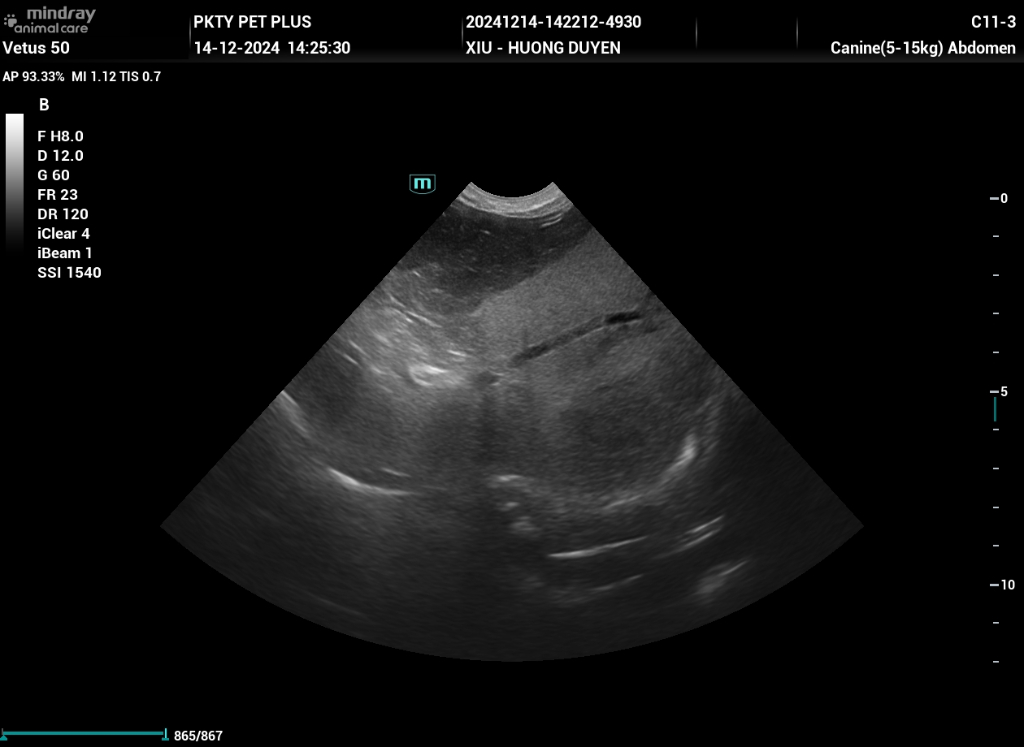 mindray
animalcare
Vetus 50
PKTY PET PLUS
14-12-2024 14:25:30
20241214-142212-4930
XIU - HUONG DUYEN
C11-3
Canine(5-15kg) Abdomen
AP 93.33% MI 1.12 TIS 0.7
B
F H8.0
D 12.0
G 60
FR 23
DR 120
iClear 4
iBeam 1
SSI 1540
m
0
5
10
865/867